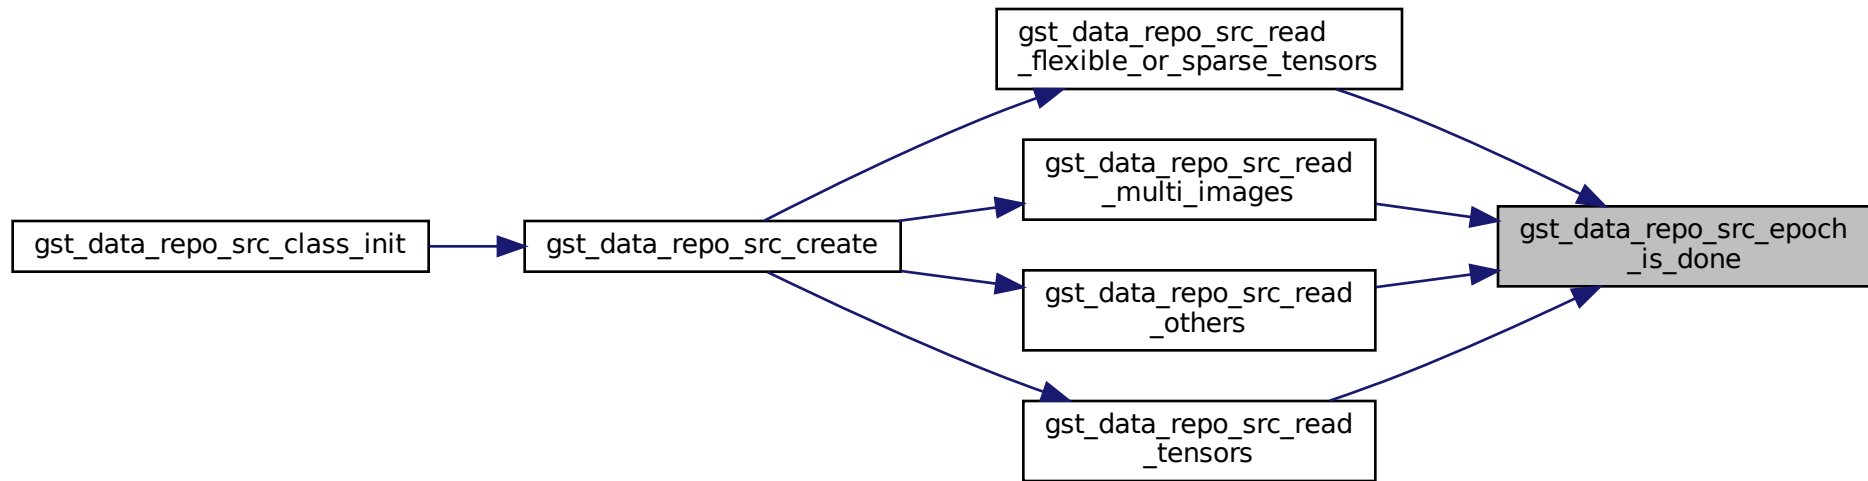 gst_data_repo_src_read
_flexible_or_sparse_tensors
gst_data_repo_src_read
_multi_images
gst_data_repo_src_epoch
_is_done
gst_data_repo_src_class_init
gst_data_repo_src_create
gst_data_repo_src_read
_others
gst_data_repo_src_read
_tensors